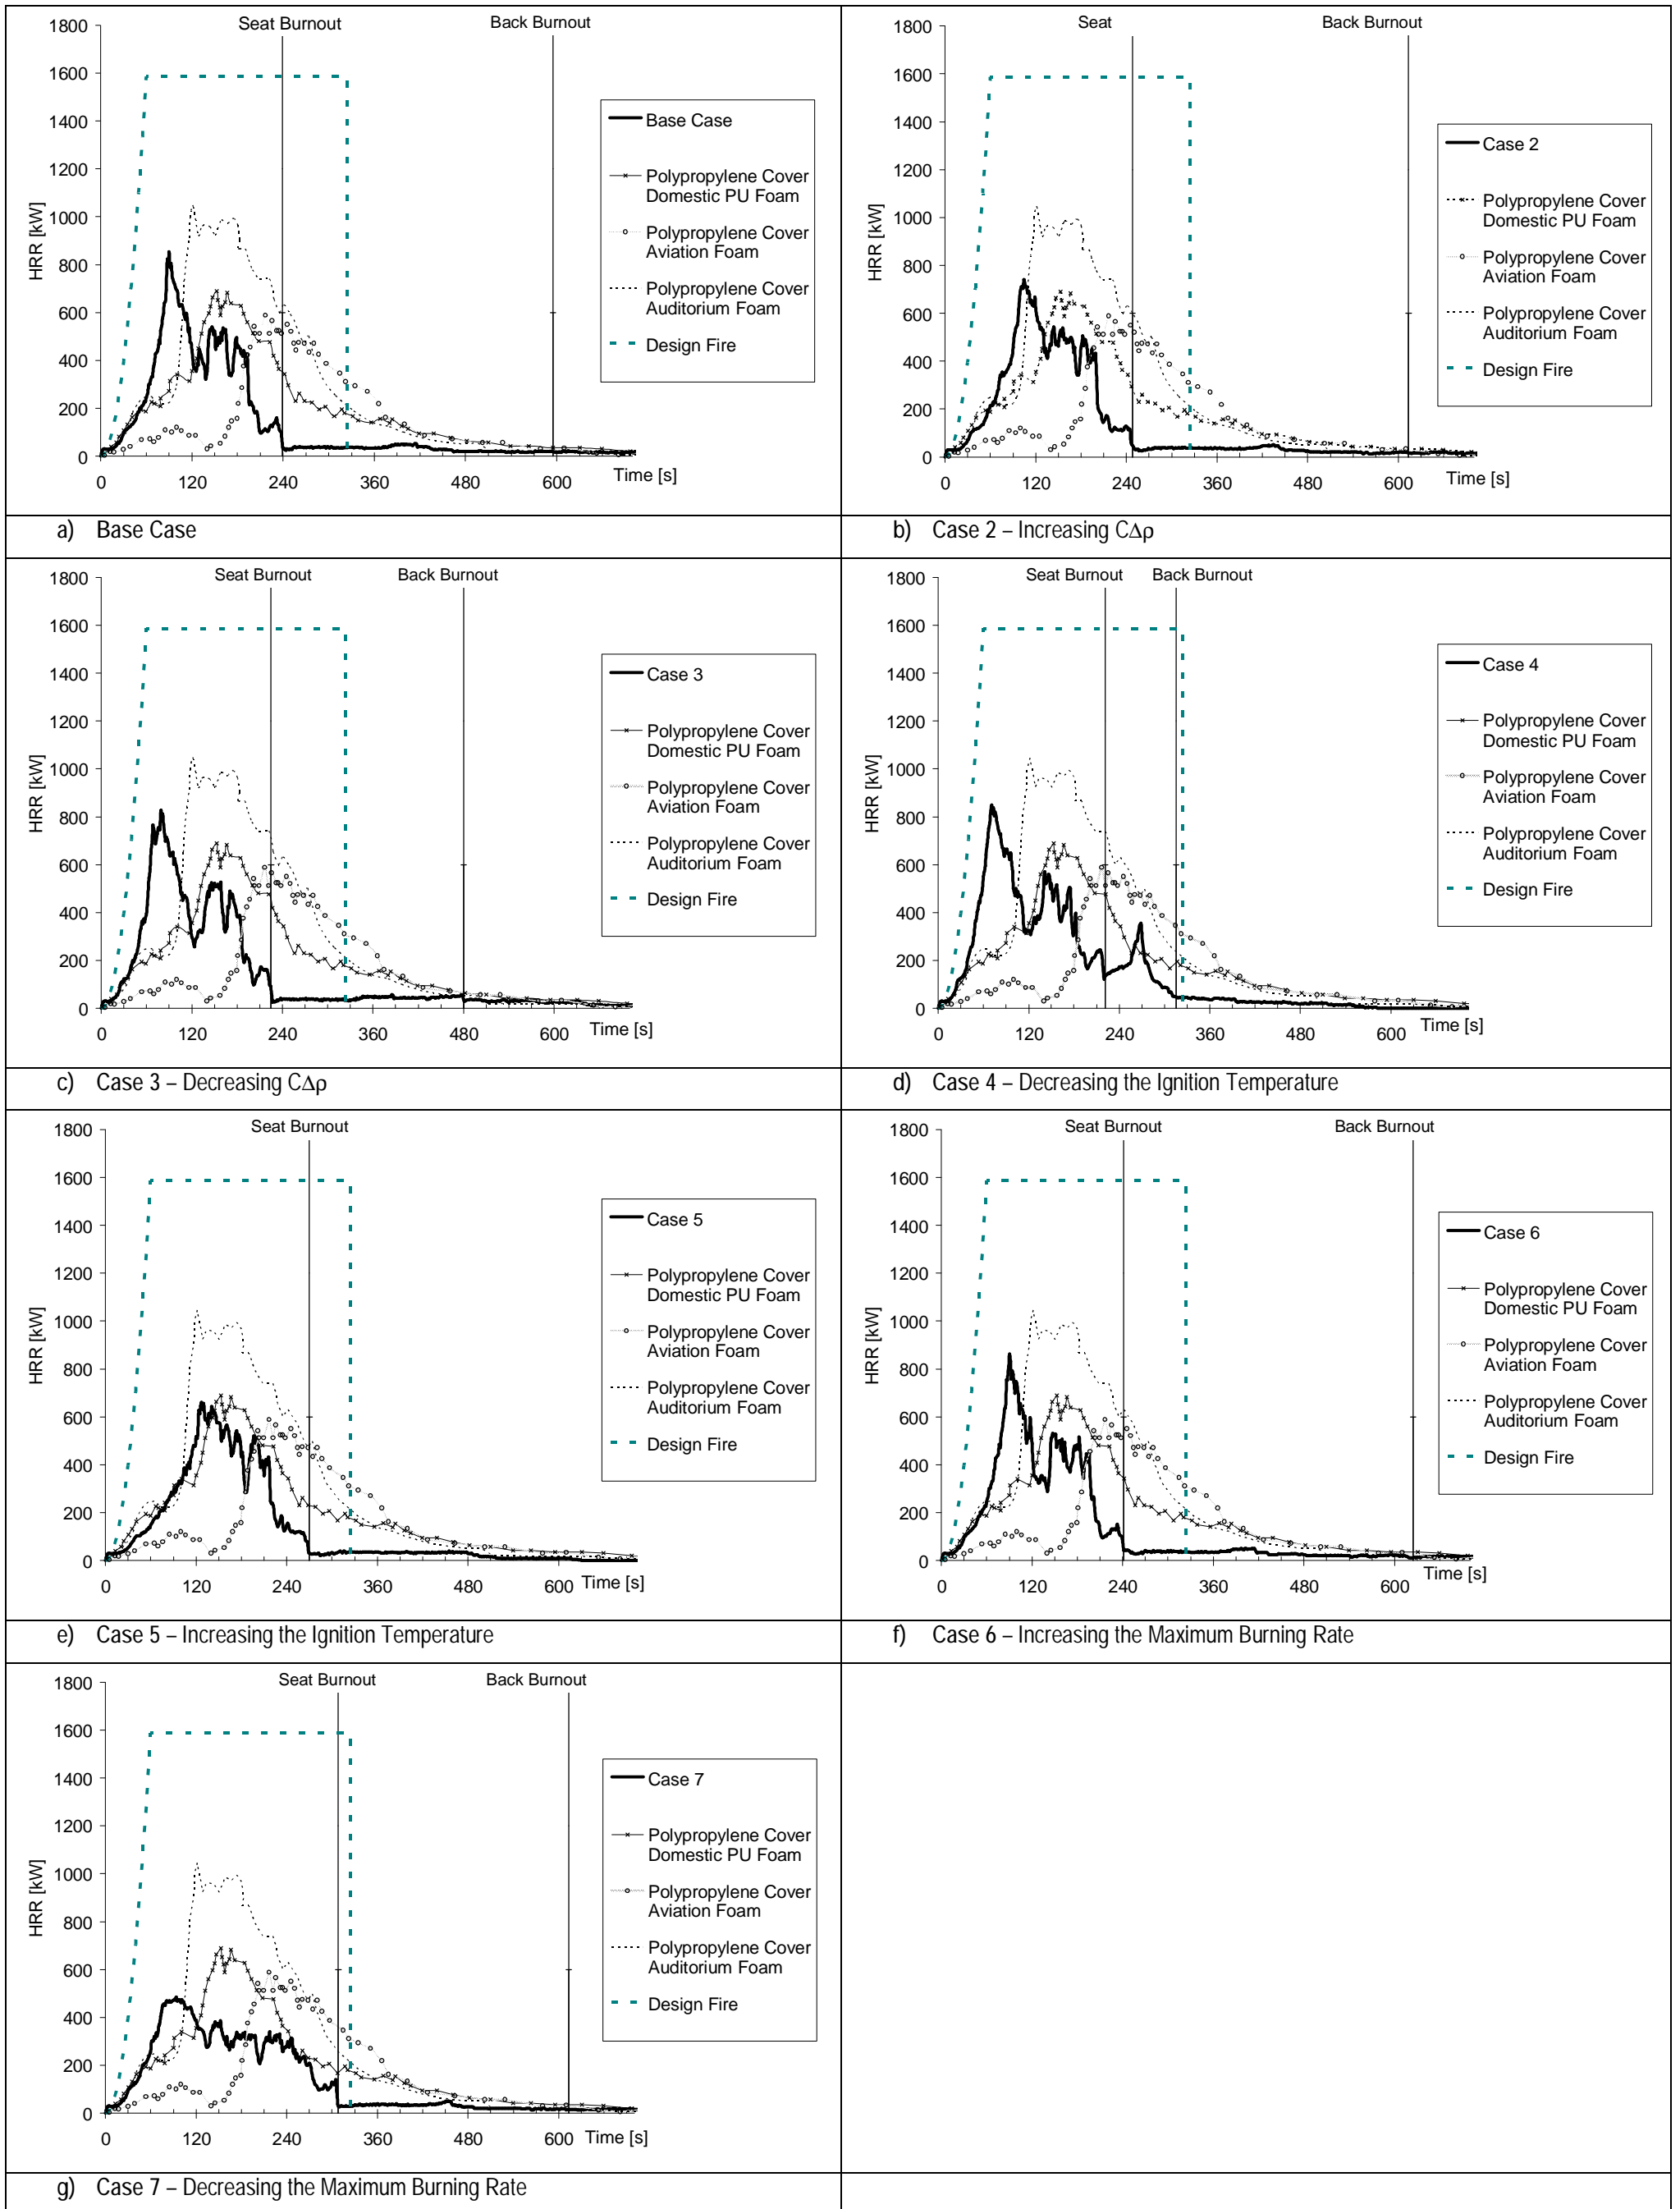 Seat Burnout Back Burnout
1800
1600
1400
1200
1000
800
600
400
200
0
HRR [kW]
0 120 240 360 480 600 Time [s]
Base Case
Polypropylene Cover
Domestic PU Foam
Polypropylene Cover
Aviation Foam
Polypropylene Cover
Auditorium Foam
Design Fire
a) Base Case
Seat Back Burnout
1800
1600
1400
1200
1000
800
600
400
200
0
HRR [kW]
0 120 240 360 480 600 Time [s]
Case 2
Polypropylene Cover
Domestic PU Foam
Polypropylene Cover
Aviation Foam
Polypropylene Cover
Auditorium Foam
Design Fire
b) Case 2 – Increasing CΔρ
Seat Burnout Back Burnout
1800
1600
1400
1200
1000
800
600
400
200
0
HRR [kW]
0 120 240 360 480 600 Time [s]
Case 3
Polypropylene Cover
Domestic PU Foam
Polypropylene Cover
Aviation Foam
Polypropylene Cover
Auditorium Foam
Design Fire
c) Case 3 – Decreasing CΔρ
Seat Burnout Back Burnout
1800
1600
1400
1200
1000
800
600
400
200
0
HRR [kW]
0 120 240 360 480 600 Time [s]
Case 4
Polypropylene Cover
Domestic PU Foam
Polypropylene Cover
Aviation Foam
Polypropylene Cover
Auditorium Foam
Design Fire
d) Case 4 – Decreasing the Ignition Temperature
Seat Burnout
1800
1600
1400
1200
1000
800
600
400
200
0
HRR [kW]
0 120 240 360 480 600 Time [s]
Case 5
Polypropylene Cover
Domestic PU Foam
Polypropylene Cover
Aviation Foam
Polypropylene Cover
Auditorium Foam
Design Fire
e) Case 5 – Increasing the Ignition Temperature
Seat Burnout Back Burnout
1800
1600
1400
1200
1000
800
600
400
200
0
HRR [kW]
0 120 240 360 480 600 Time [s]
Case 6
Polypropylene Cover
Domestic PU Foam
Polypropylene Cover
Aviation Foam
Polypropylene Cover
Auditorium Foam
Design Fire
f) Case 6 – Increasing the Maximum Burning Rate
Seat Burnout Back Burnout
1800
1600
1400
1200
1000
800
600
400
200
0
HRR [kW]
0 120 240 360 480 600 Time [s]
Case 7
Polypropylene Cover
Domestic PU Foam
Polypropylene Cover
Aviation Foam
Polypropylene Cover
Auditorium Foam
Design Fire
g) Case 7 – Decreasing the Maximum Burning Rate